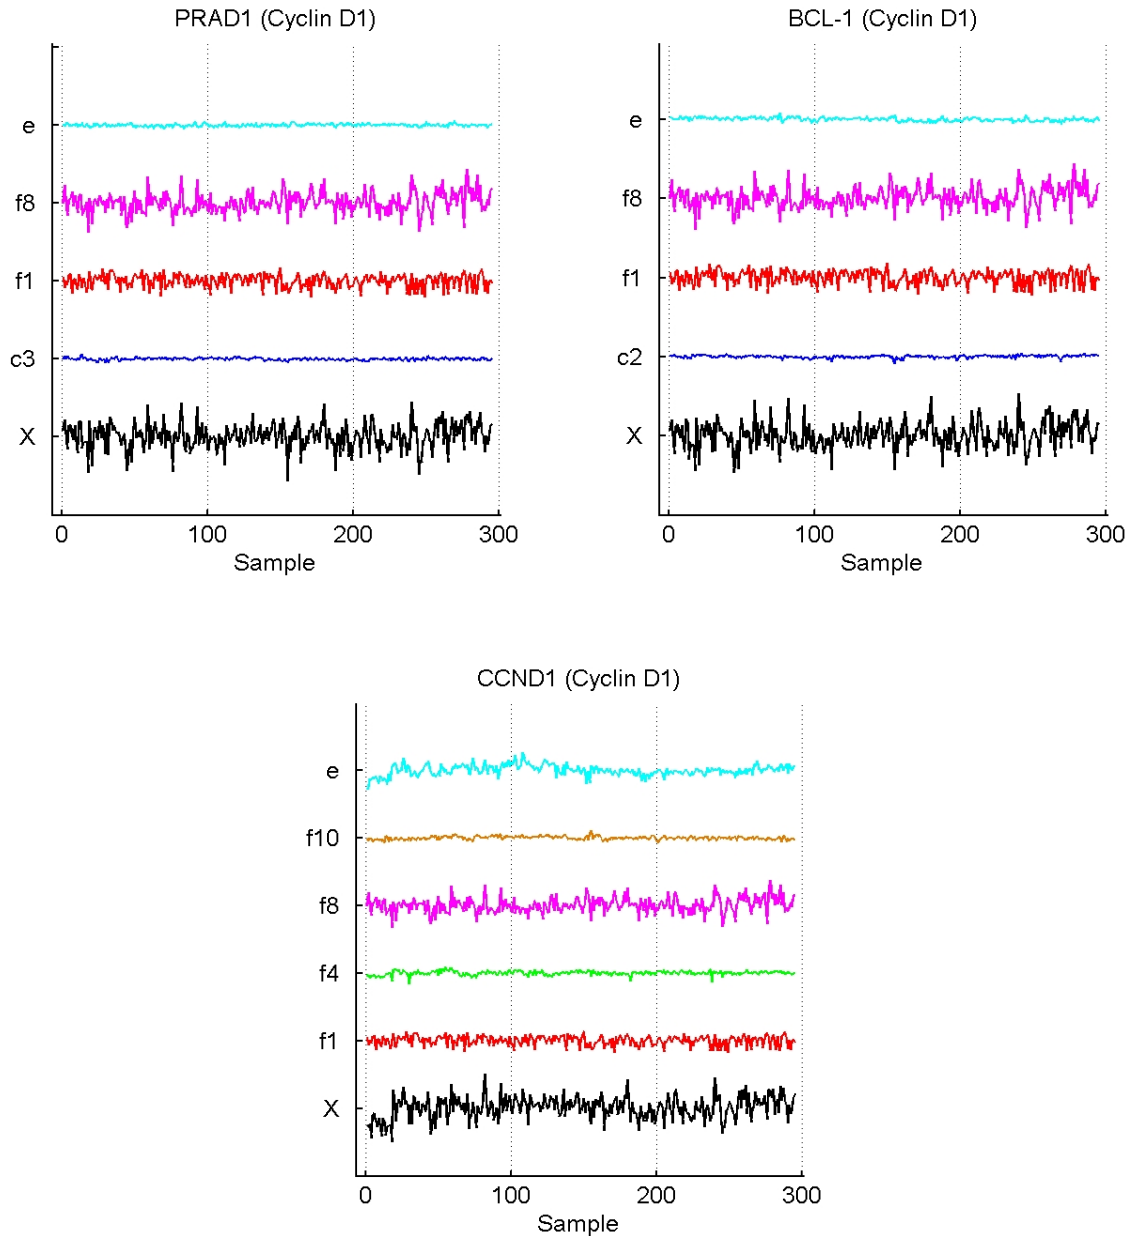 PRAD1 (Cyclin D1)
e
f8
f1
c3
X
0 100 200 300
Sample
BCL-1 (Cyclin D1)
e
f8
f1
c2
X
0 100 200 300
Sample
CCND1 (Cyclin D1)
e
f10
f8
f4
f1
X
0 100 200 300
Sample